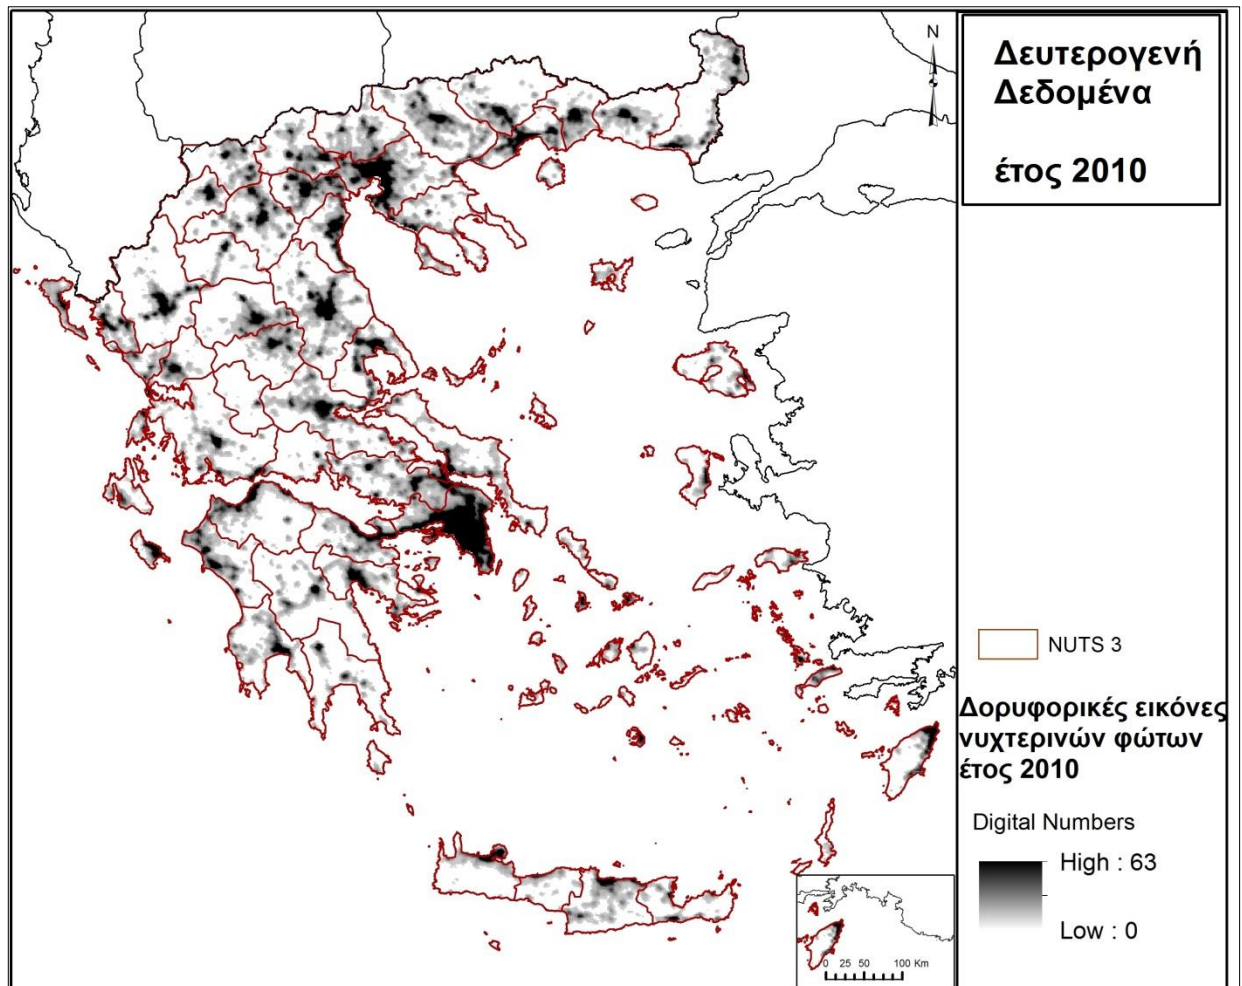 Δευτερογενή
Δεδομένα
έτος 2010
N
NUTS 3
Δορυφορικές εικόνες
νυχτερινών φώτων
έτος 2010
Digital Numbers
High : 63
Low : 0
0 25 50 100 Km